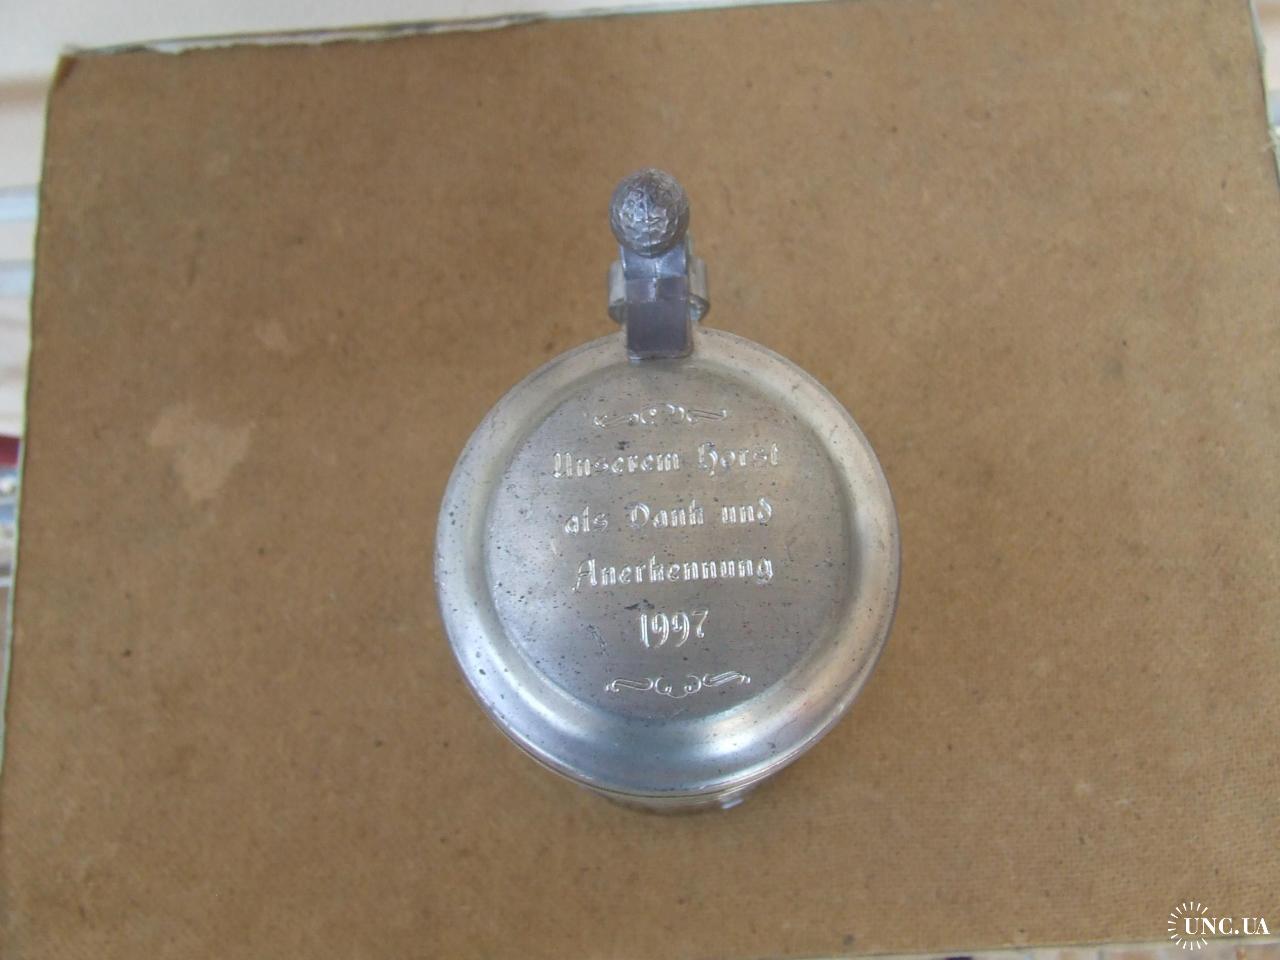 Unserem Horst
als Dank und
Anerkennung
1997
UNC.UA